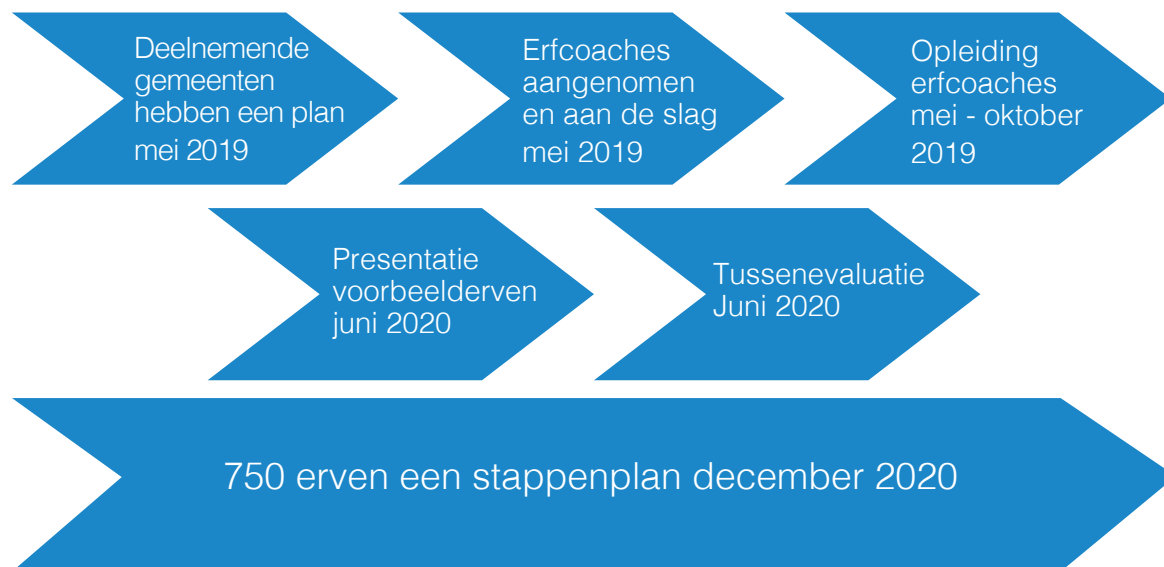 Deelnemende
gemeenten
hebben een plan
mei 2019
Erfcoaches
aangenomen
en aan de slag
mei 2019
Opleiding
erfcoaches
mei - oktober
2019
Presentatie
voorbeelderven
juni 2020
Tussenevaluatie
Juni 2020
750 erven een stappenplan december 2020